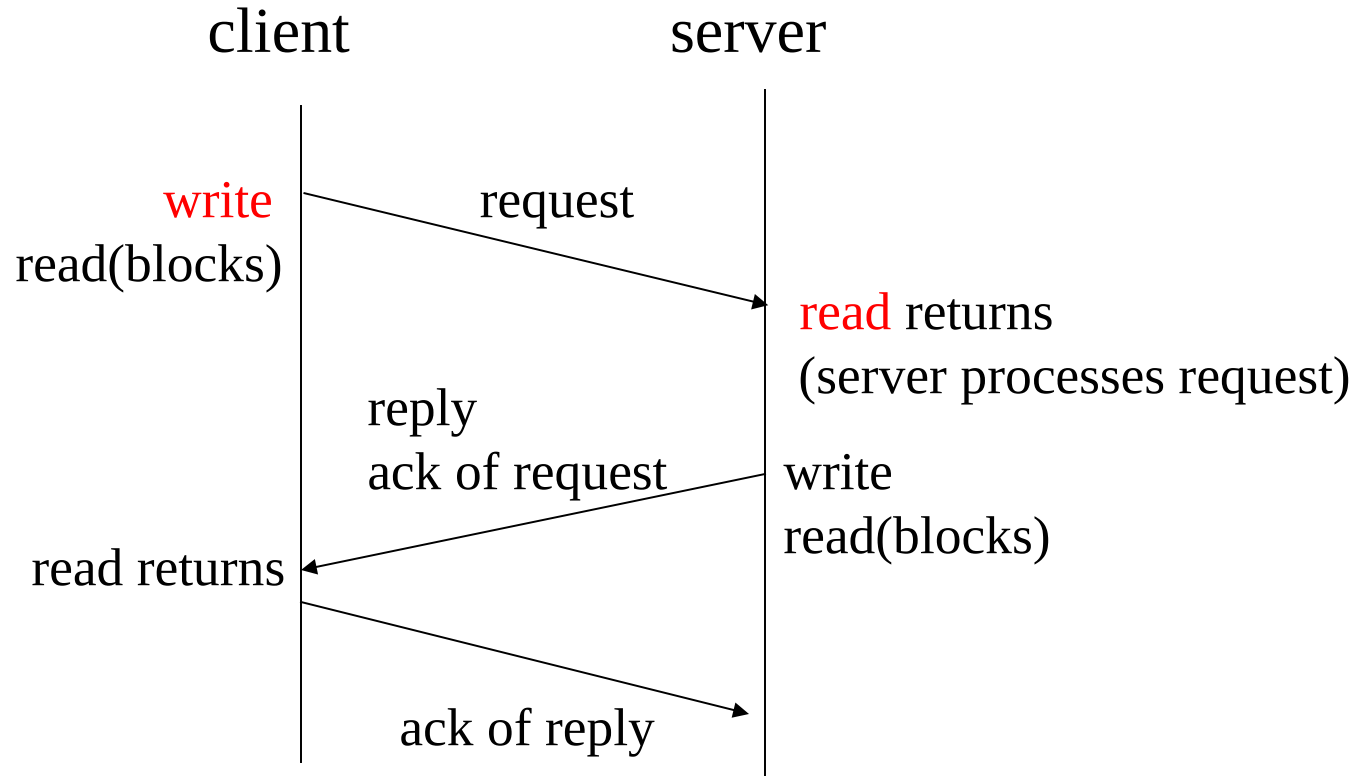 client
server
write
request
read(blocks)
read returns
(server processes request)
reply
ack of request
write
read(blocks)
read returns
ack of reply